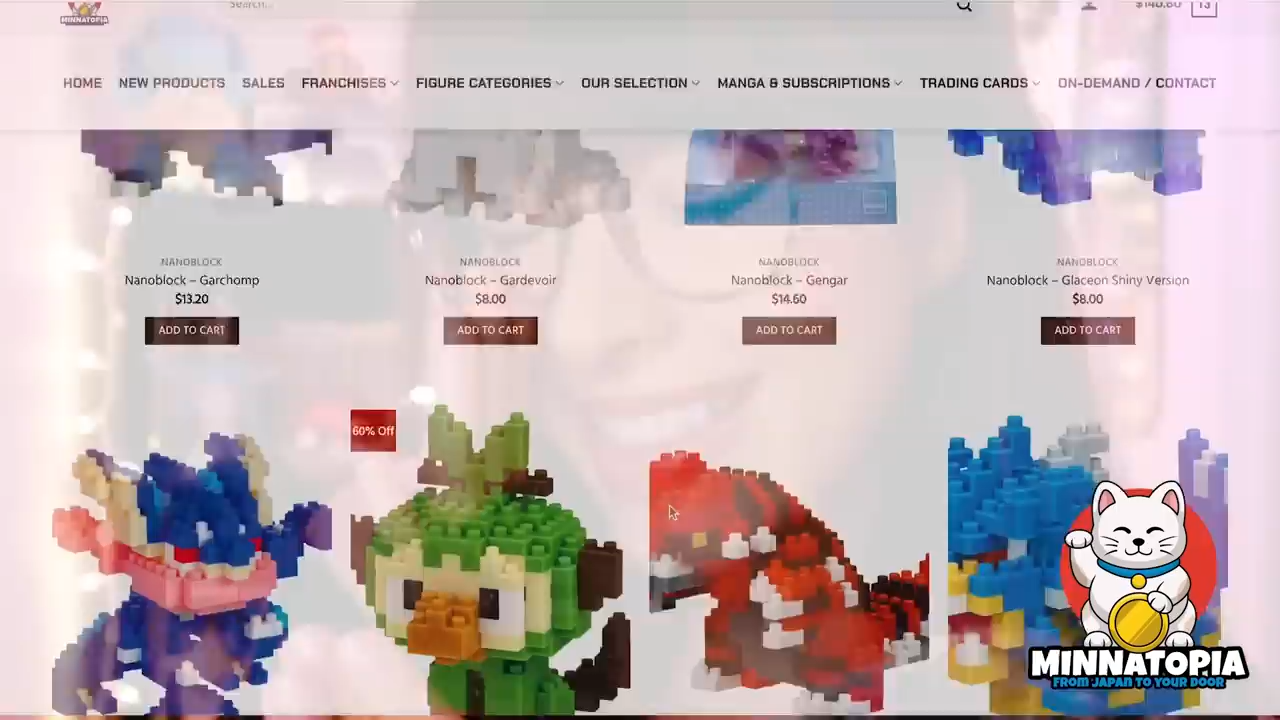 MINNATOPIA
Search...
$140.80
13
HOME NEW PRODUCTS SALES FRANCHISES FIGURE CATEGORIES OUR SELECTION MANGA & SUBSCRIPTIONS TRADING CARDS ON-DEMAND / CONTACT
NANOBLOCK NANOBLOCK NANOBLOCK NANOBLOCK
Nanoblock – Garchomp Nanoblock – Gardevoir Nanoblock – Gengar Nanoblock – Glaceon Shiny Version
$13.20 $8.00 $14.60 $8.00
ADD TO CART ADD TO CART ADD TO CART ADD TO CART
60% Off
MINNATOPIA
FROM JAPAN TO YOUR DOOR